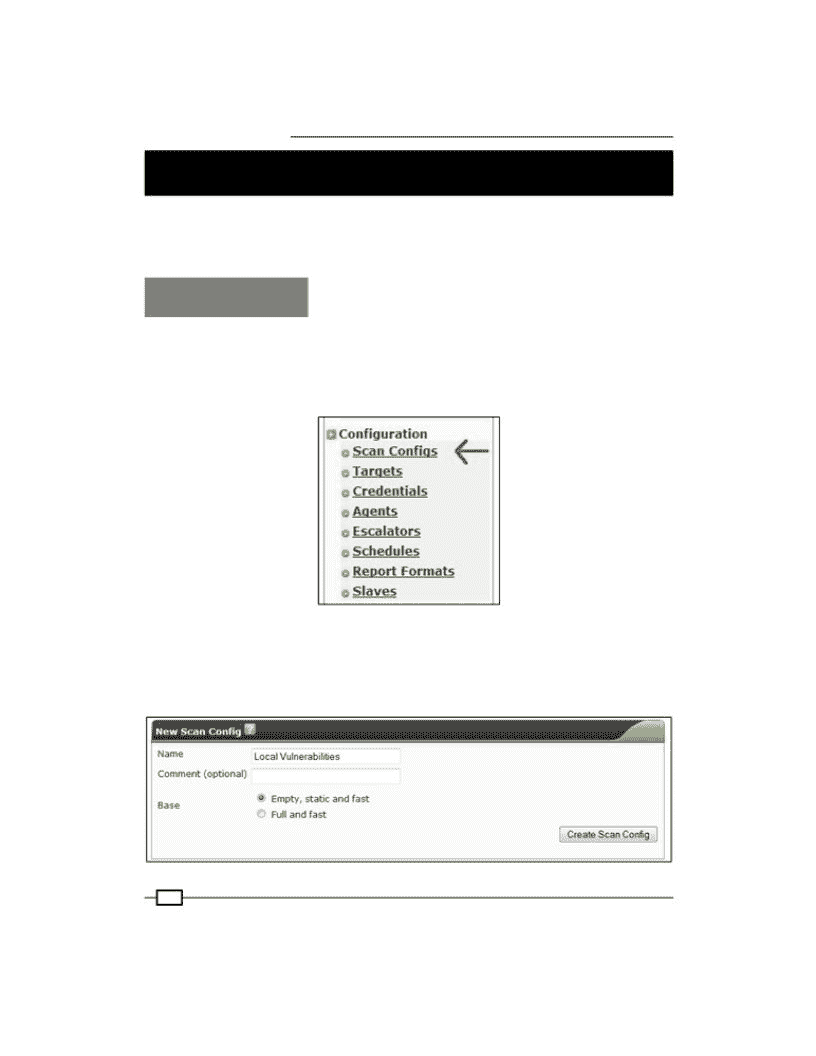 Configuration
Scan Configs
Targets
Credentials
Agents
Escalators
Schedules
Report Formats
Slaves
New Scan Config ?
Name Local Vulnerabilities
Comment (optional)
Base
Empty, static and fast
Full and fast
Create Scan Config